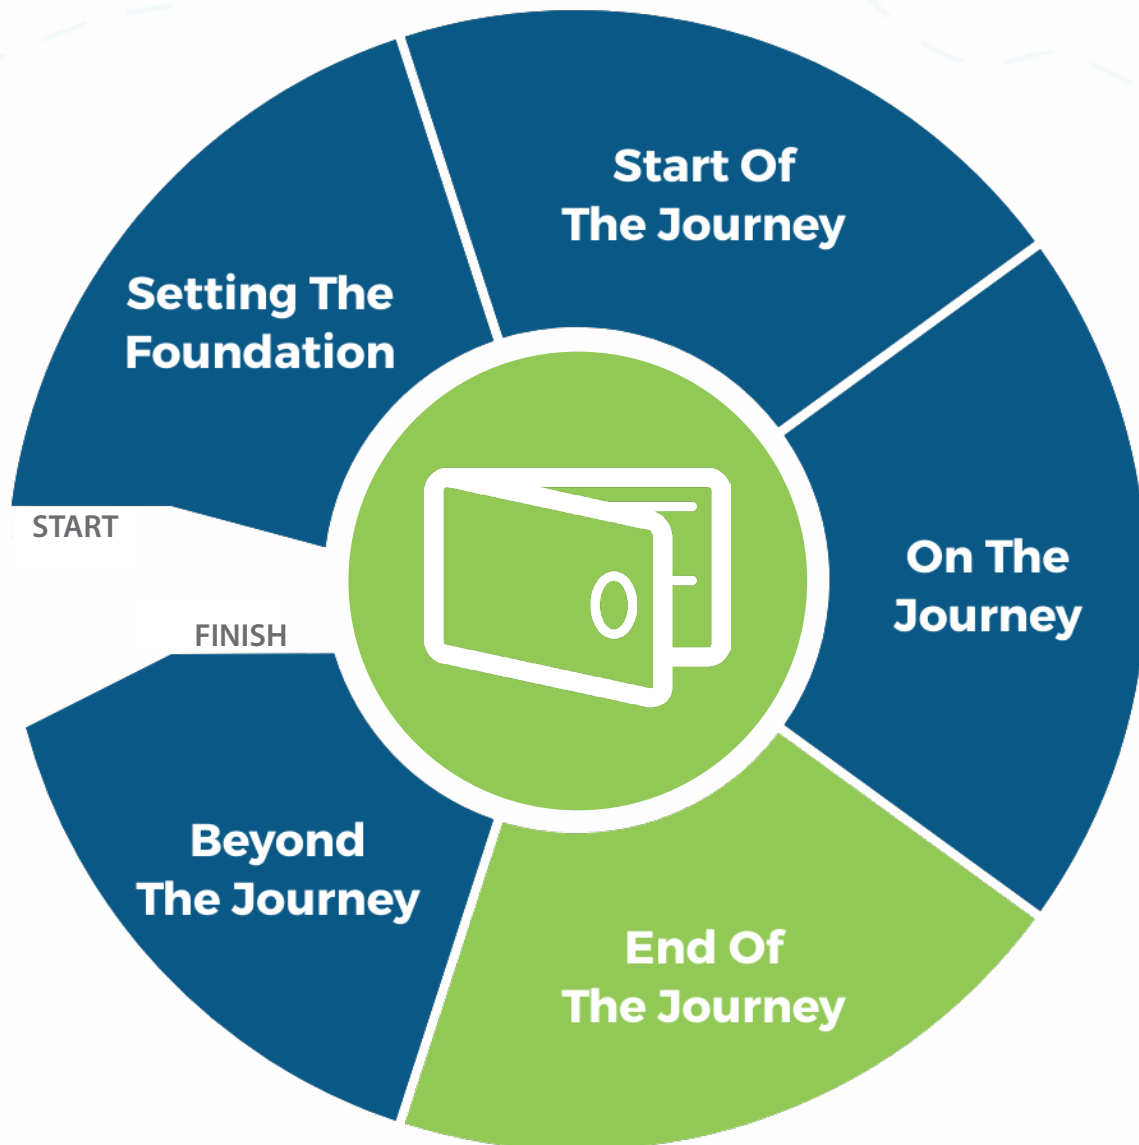 Start Of
The Journey
Setting The
Foundation
START
On The
Journey
FINISH
Beyond
The Journey
End Of
The Journey